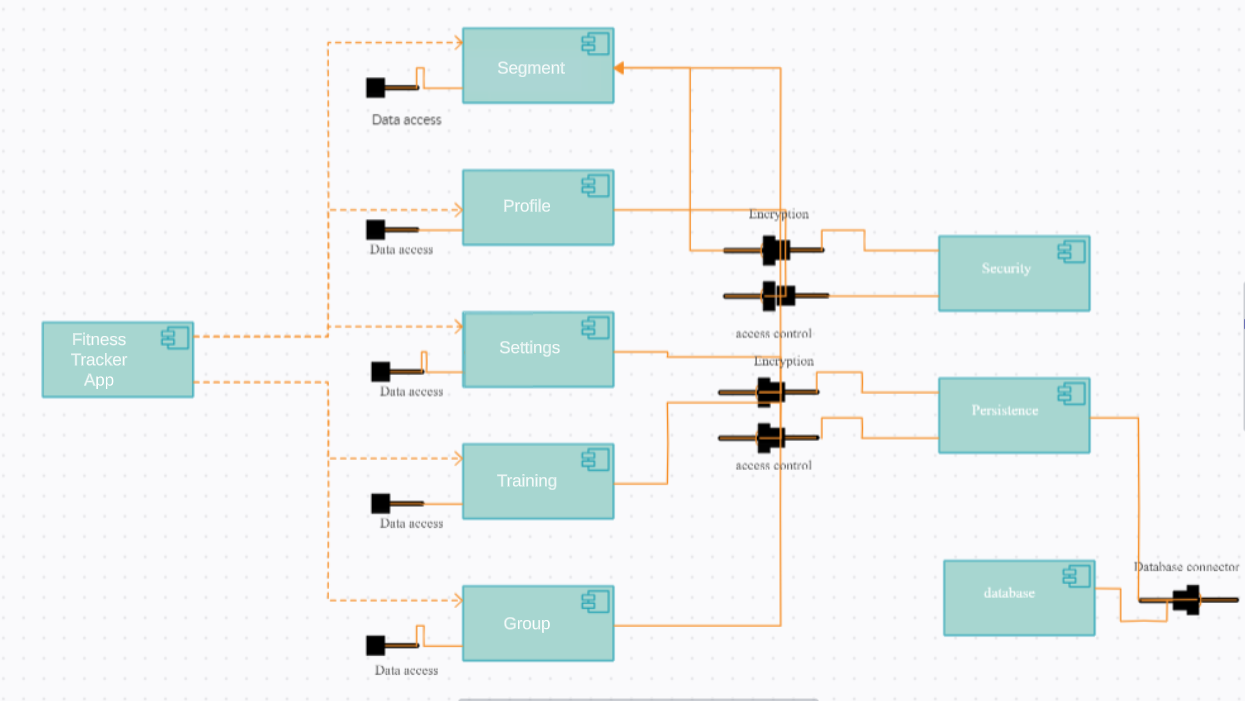 Segment
Data access
Profile
Data access
Encryption
Security
access control
Fitness
Tracker
App
Settings
Data access
Encryption
Persistence
access control
Training
Data access
Database connector
database
Group
Data access